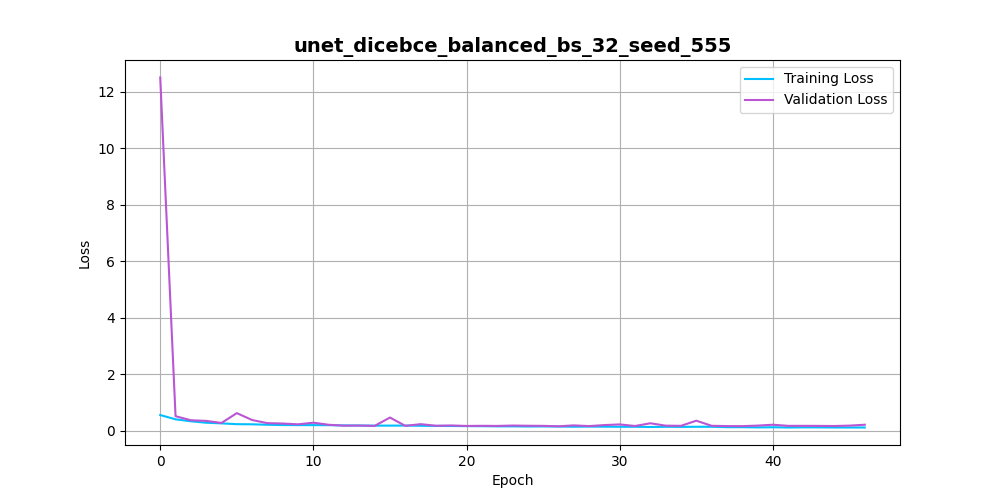 unet_dicebce_balanced_bs_32_seed_555
Training Loss
Validation Loss
12
10
8
6
4
2
0
Loss
0
10
20
30
40
Epoch